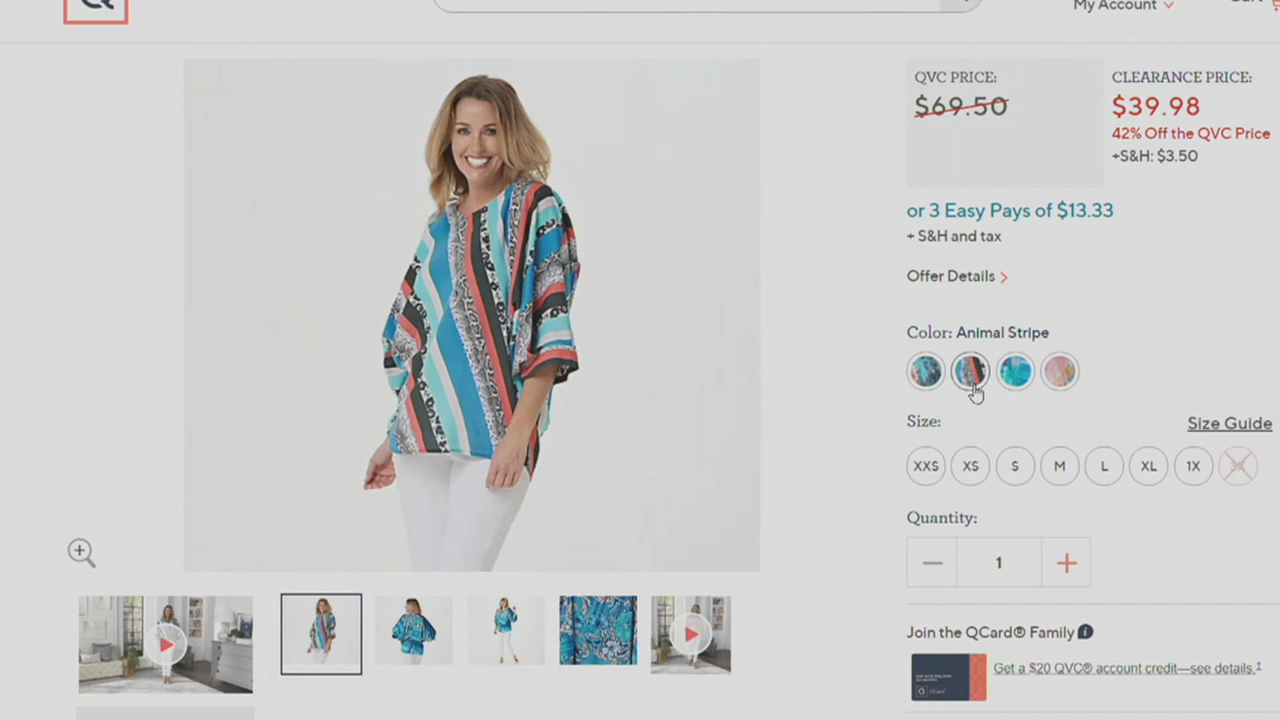 My Account
QVC PRICE:
$69.50
CLEARANCE PRICE:
$39.98
42% Off the QVC Price
+S&H: $3.50
or 3 Easy Pays of $13.33
+ S&H and tax
Offer Details
Color: Animal Stripe
Size:
Size Guide
XXS XS S M L XL 1X
Quantity:
1
Join the QCard® Family
Get a $20 QVC® account credit—see details.‡